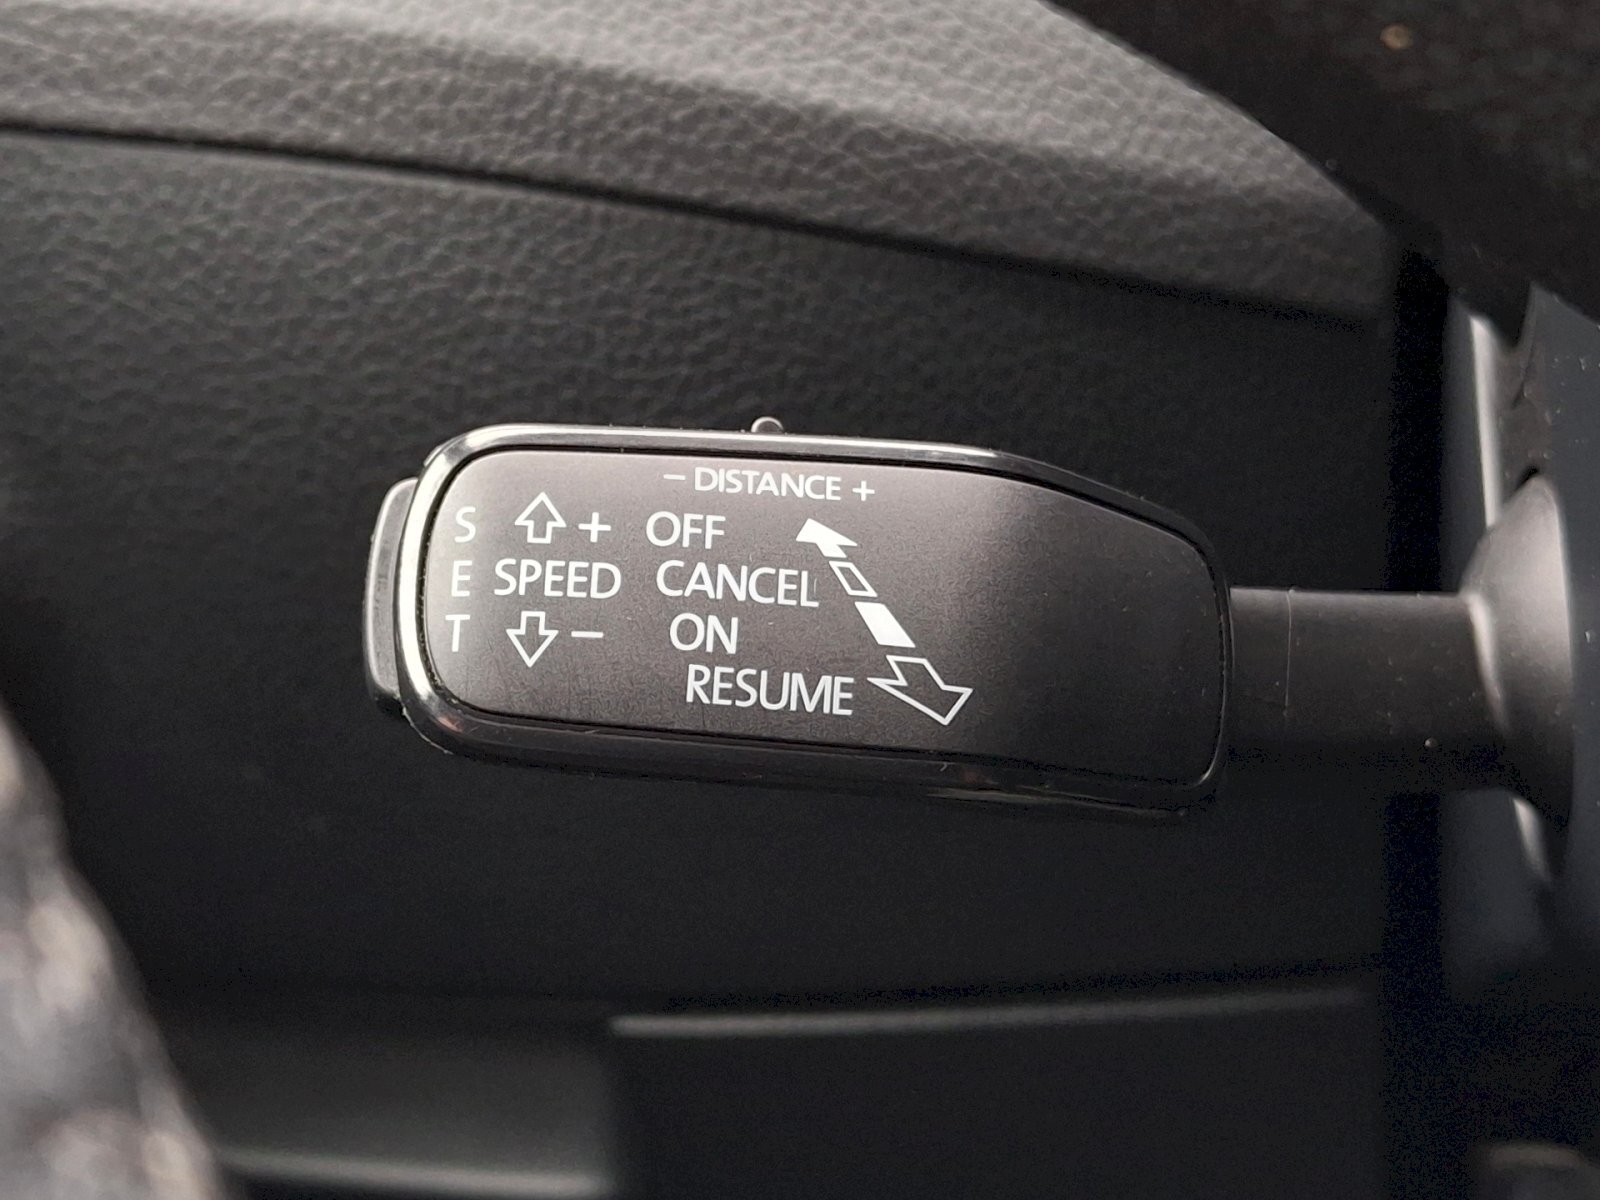 − DISTANCE +
S + OFF
E SPEED CANCEL
T − ON
RESUME